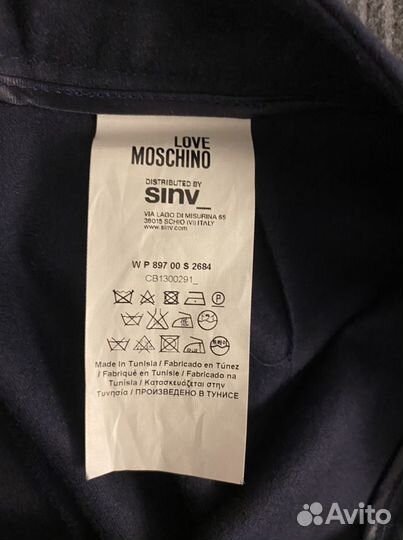 LOVE
MOSCHINO
DISTRIBUTED BY
sinv_
VIA LAGO DI MISURINA 65
36015 SCHIO (VI) ITALY
www.sinv.com
W P 897 00 S 2684
CB1300291_
P
Made in Tunisia / Fabricado en Túnez
/ Fabriqué en Tunisie / Fabricado na
Tunísia / Κατασκευάζεται στην
Τυνησία / ПРОИЗВЕДЕНО В ТУНИСЕ
Avito